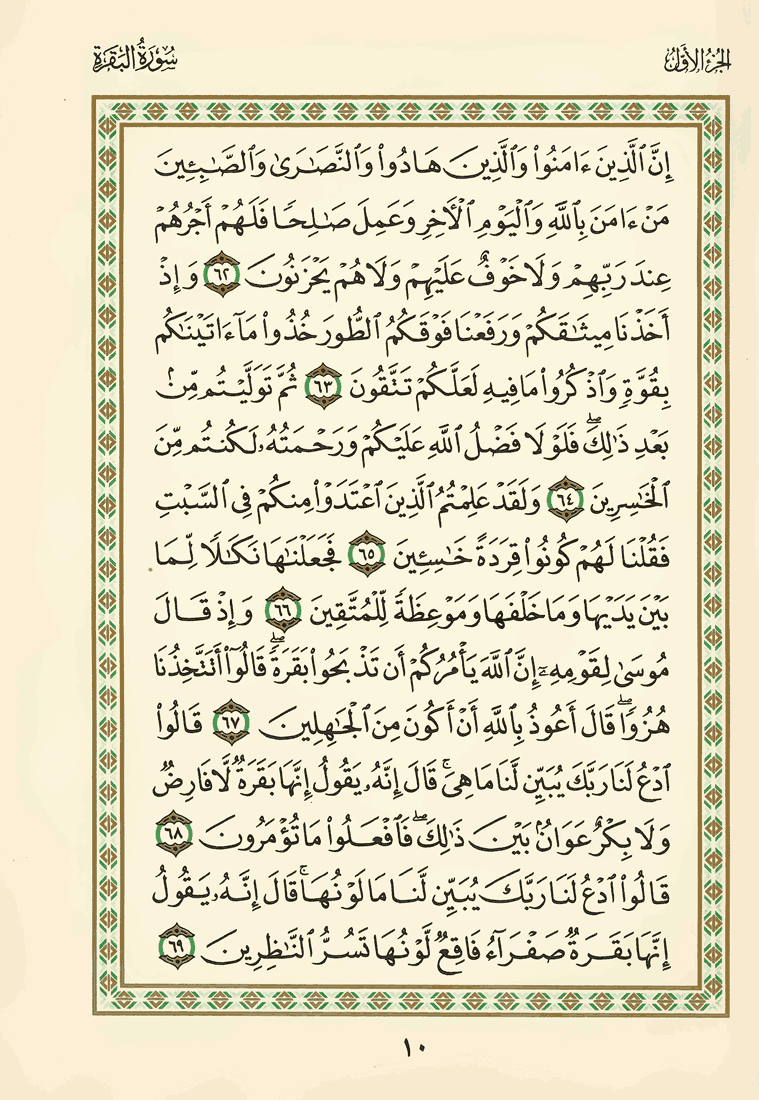 الجزء الأول
سورة البقرة
إِنَّ ٱلَّذِينَ ءَامَنُوا۟ وَٱلَّذِينَ هَادُوا۟ وَٱلنَّصَـٰرَىٰ وَٱلصَّـٰبِـِٔينَ
مَنْ ءَامَنَ بِٱللَّهِ وَٱلْيَوْمِ ٱلْـَٔاخِرِ وَعَمِلَ صَـٰلِحًا فَلَهُمْ أَجْرُهُمْ
عِندَ رَبِّهِمْ وَلَا خَوْفٌ عَلَيْهِمْ وَلَا هُمْ يَحْزَنُونَ ٦٢ وَإِذْ
أَخَذْنَا مِيثَـٰقَكُمْ وَرَفَعْنَا فَوْقَكُمُ ٱلطُّورَ خُذُوا۟ مَآ ءَاتَيْنَـٰكُم
بِقُوَّةٍ وَٱذْكُرُوا۟ مَا فِيهِ لَعَلَّكُمْ تَتَّقُونَ ٦٣ ثُمَّ تَوَلَّيْتُم مِّنۢ
بَعْدِ ذَٰلِكَ ۖ فَلَوْلَا فَضْلُ ٱللَّهِ عَلَيْكُمْ وَرَحْمَتُهُۥ لَكُنتُم مِّنَ
ٱلْخَـٰسِرِينَ ٦٤ وَلَقَدْ عَلِمْتُمُ ٱلَّذِينَ ٱعْتَدَوْا۟ مِنكُمْ فِى ٱلسَّبْتِ
فَقُلْنَا لَهُمْ كُونُوا۟ قِرَدَةً خَـٰسِـِٔينَ ٦٥ فَجَعَلْنَـٰهَا نَكَـٰلًا لِّمَا
بَيْنَ يَدَيْهَا وَمَا خَلْفَهَا وَمَوْعِظَةً لِّلْمُتَّقِينَ ٦٦ وَإِذْ قَالَ
مُوسَىٰ لِقَوْمِهِۦٓ إِنَّ ٱللَّهَ يَأْمُرُكُمْ أَن تَذْبَحُوا۟ بَقَرَةً ۖ قَالُوٓا۟ أَتَتَّخِذُنَا
هُزُوًا ۖ قَالَ أَعُوذُ بِٱللَّهِ أَنْ أَكُونَ مِنَ ٱلْجَـٰهِلِينَ ٦٧ قَالُوا۟
ٱدْعُ لَنَا رَبَّكَ يُبَيِّن لَّنَا مَا هِىَ ۚ قَالَ إِنَّهُۥ يَقُولُ إِنَّهَا بَقَرَةٌ لَّا فَارِضٌ
وَلَا بِكْرٌ عَوَانٌۢ بَيْنَ ذَٰلِكَ ۖ فَٱفْعَلُوا۟ مَا تُؤْمَرُونَ ٦٨
قَالُوا۟ ٱدْعُ لَنَا رَبَّكَ يُبَيِّن لَّنَا مَا لَوْنُهَا ۚ قَالَ إِنَّهُۥ يَقُولُ
إِنَّهَا بَقَرَةٌ صَفْرَآءُ فَاقِعٌ لَّوْنُهَا تَسُرُّ ٱلنَّـٰظِرِينَ ٦٩
١٠